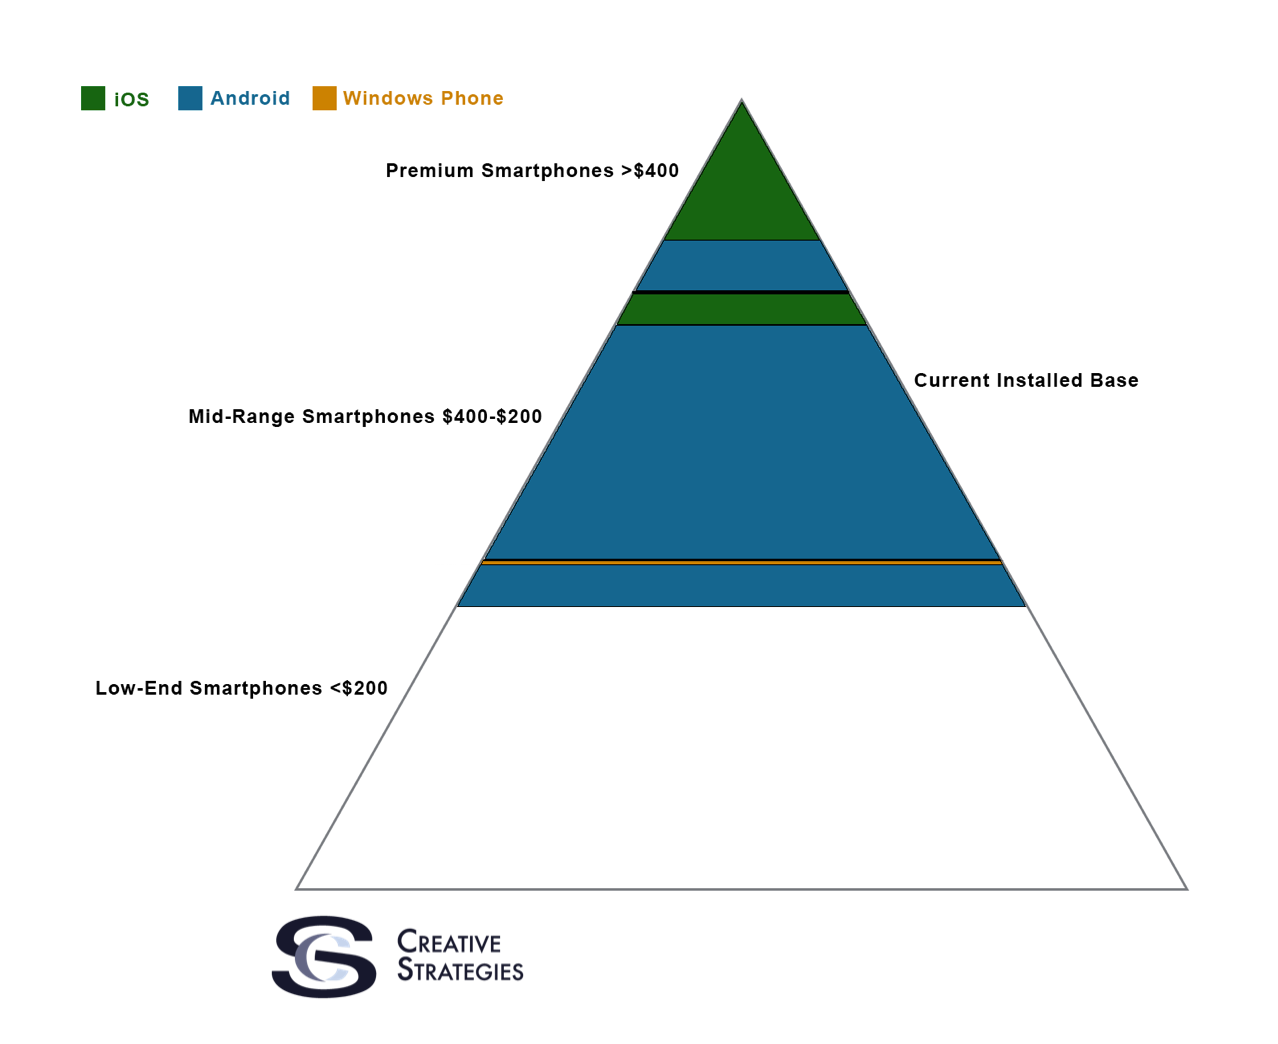 iOS Android Windows Phone
Premium Smartphones >$400
Current Installed Base
Mid-Range Smartphones $400-$200
Low-End Smartphones <$200
CREATIVE
STRATEGIES